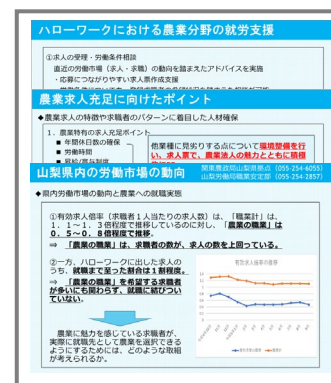 ハローワークにおける農業分野の就労支援
①求人の受理・労働条件相談
直近の労働市場（求人・求職）の動向を踏まえたアドバイスを実施
・応募につながりやすい求人票作成支援
農業求人充足に向けたポイント
◆農業求人の特徴や求職者のパターンに着目した人材確保
1．農業特有の求人充足ポイント
■ 年間休日数の確保
■ 労働時間
■ 昇給/賞与制度
他業種に見劣りする点について環境整備を行い、求人票で、農業法人の魅力とともに積極
山梨県内の労働市場の動向
関東農政局山梨県拠点（055-254-6055）
山梨労働局職業安定部（055-254-2857）
◆県内労働市場の動向と農業への就職実態
①有効求人倍率（求職者１人当たりの求人数）は、「職業計」は、
１．１～１．３倍程度で推移しているのに対し、「農業の職業」は
０．５～０．８倍程度で推移。
⇒ 「農業の職業」は、求職者の数が、求人の数を上回っている。
②一方、ハローワークに出した求人の
うち、就職まで至った割合は１割程度。
⇒ 「農業の職業」を希望する求職者
が多いにも関わらず、就職に結びつい
ていない。
農業に魅力を感じている求職者が、
実際に就職先として農業を選択できる
ようにするためには、どのような取組
が考えられるか。
有効求人倍率の推移